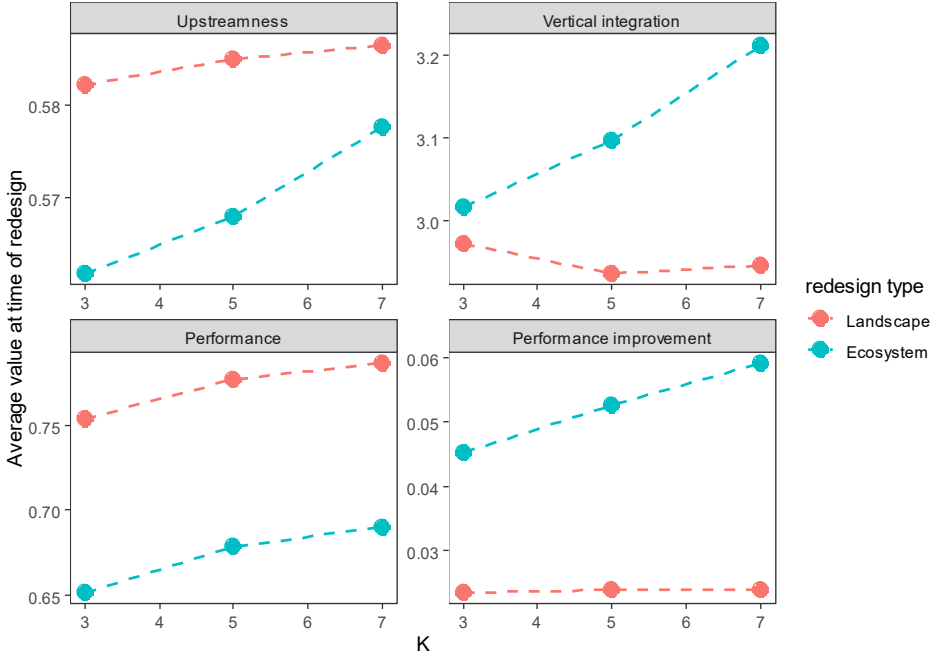 Upstreamness
Vertical integration
0.58
0.57
3.2
3.1
3.0
3 4 5 6 7
3 4 5 6 7
Average value at time of redesign
redesign type
Landscape
Ecosystem
Performance
Performance improvement
0.75
0.70
0.65
0.06
0.05
0.04
0.03
3 4 5 6 7
3 4 5 6 7
K